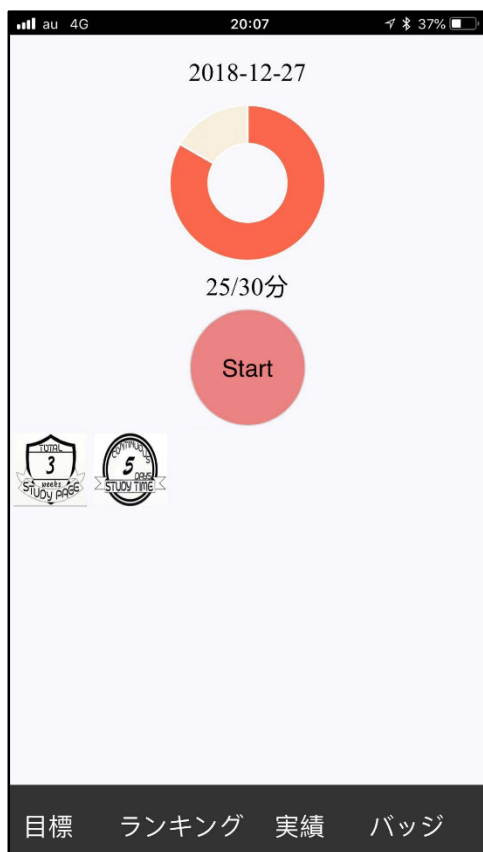 au 4G 20:07 37%
2018-12-27
25/30分
Start
TOTAL
3
weeks
STUDY PAGE
CONTINUOUS
5
DAYS
STUDY TIME
目標 ランキング 実績 バッジ